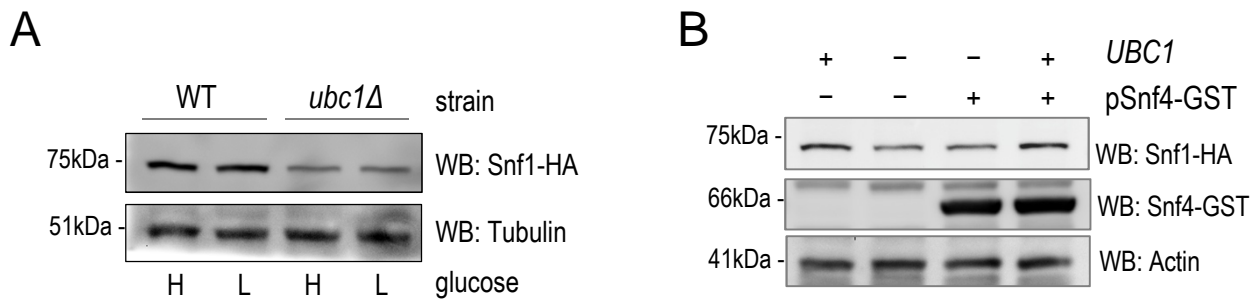 A
WT ubc1Δ strain
75kDa - WB: Snf1-HA
51kDa - WB: Tubulin
H L H L glucose
B
+ – – + UBC1
– – + + pSnf4-GST
75kDa - WB: Snf1-HA
66kDa - WB: Snf4-GST
41kDa - WB: Actin